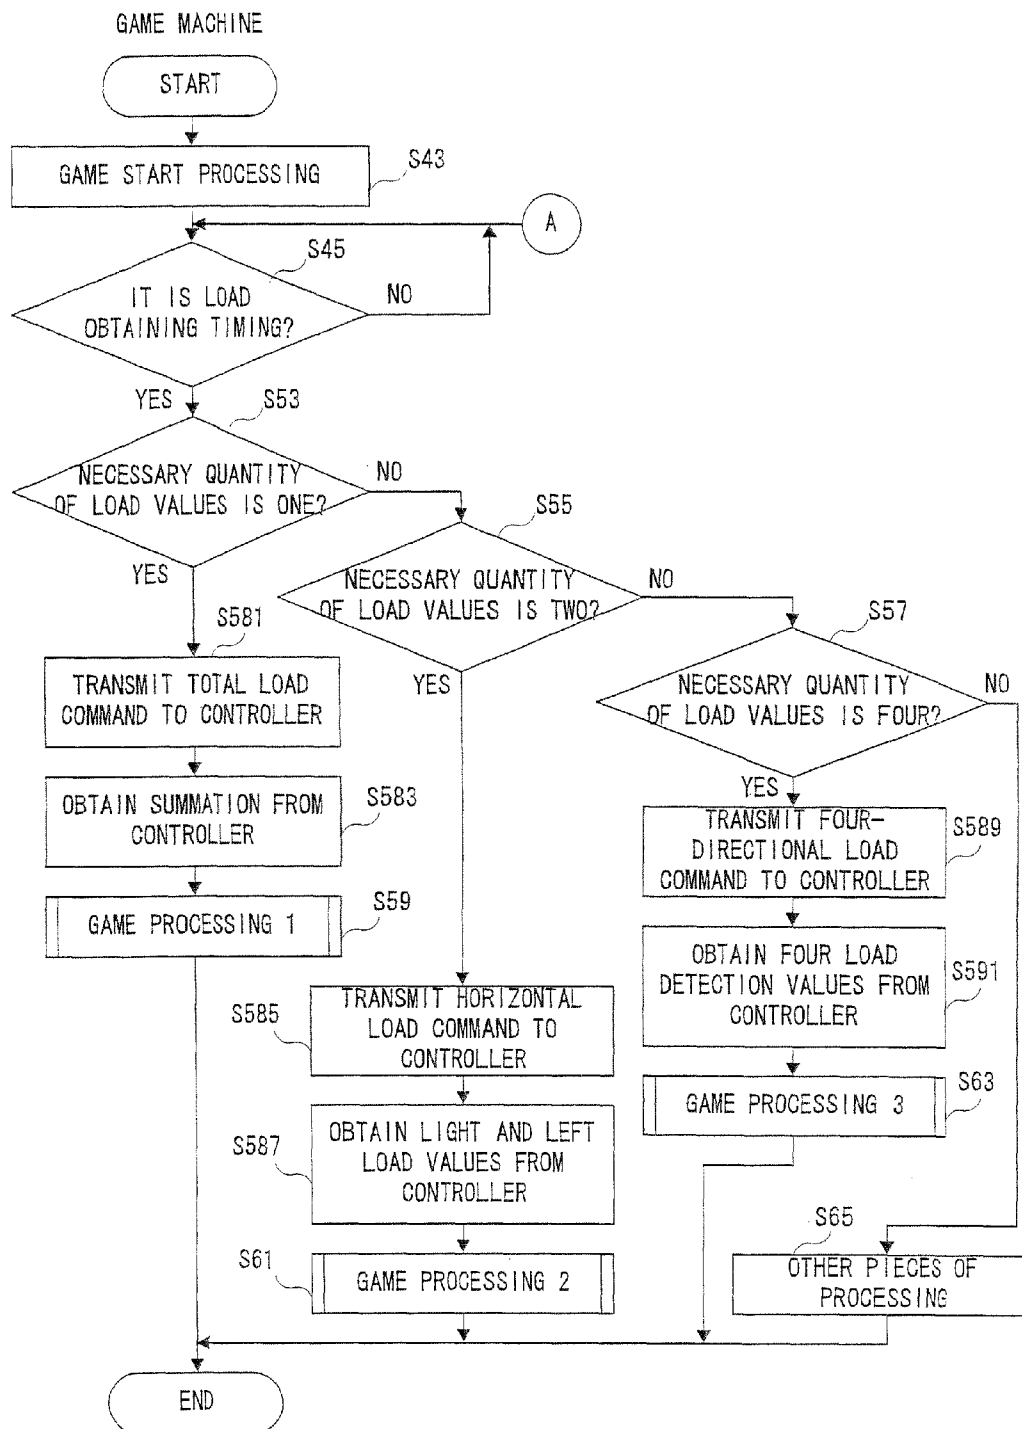 GAME MACHINE
START
GAME START PROCESSING
S43
A
S45
IT IS LOAD
OBTAINING TIMING?
NO
YES
S53
NECESSARY QUANTITY
OF LOAD VALUES IS ONE?
NO
YES
S55
NECESSARY QUANTITY
OF LOAD VALUES IS TWO?
NO
YES
S57
NECESSARY QUANTITY
OF LOAD VALUES IS FOUR?
NO
YES
S581
TRANSMIT TOTAL LOAD
COMMAND TO CONTROLLER
OBTAIN SUMMATION FROM
CONTROLLER
S583
GAME PROCESSING 1
S59
S585
TRANSMIT HORIZONTAL
LOAD COMMAND TO
CONTROLLER
S587
OBTAIN LIGHT AND LEFT
LOAD VALUES FROM
CONTROLLER
S61
GAME PROCESSING 2
TRANSMIT FOUR-
DIRECTIONAL LOAD
COMMAND TO CONTROLLER
S589
OBTAIN FOUR LOAD
DETECTION VALUES FROM
CONTROLLER
S591
GAME PROCESSING 3
S63
S65
OTHER PIECES OF
PROCESSING
END